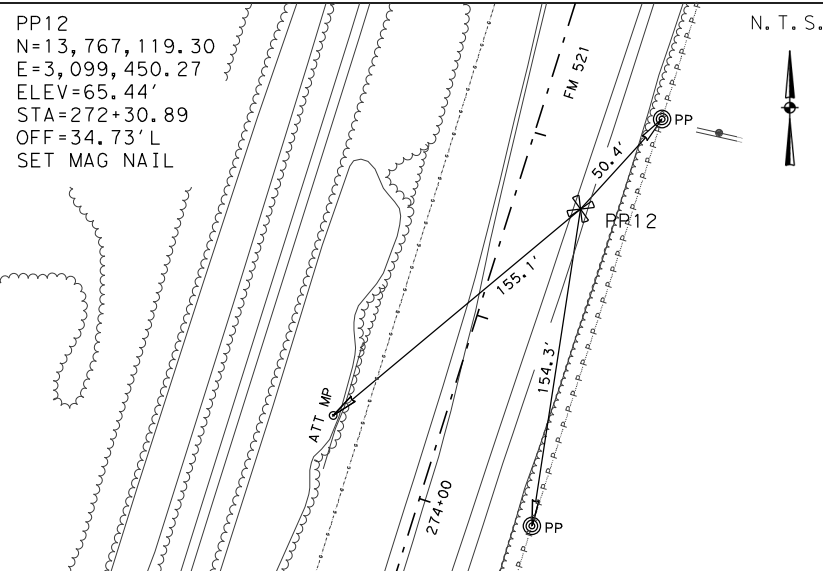 PP12
N=13,767,119.30
E=3,099,450.27
ELEV=65.44'
STA=272+30.89
OFF=34.73'L
SET MAG NAIL
N.T.S.
FM 521
PP
50.4'
PP12
155.1'
154.3'
ATT MP
274+00
PP